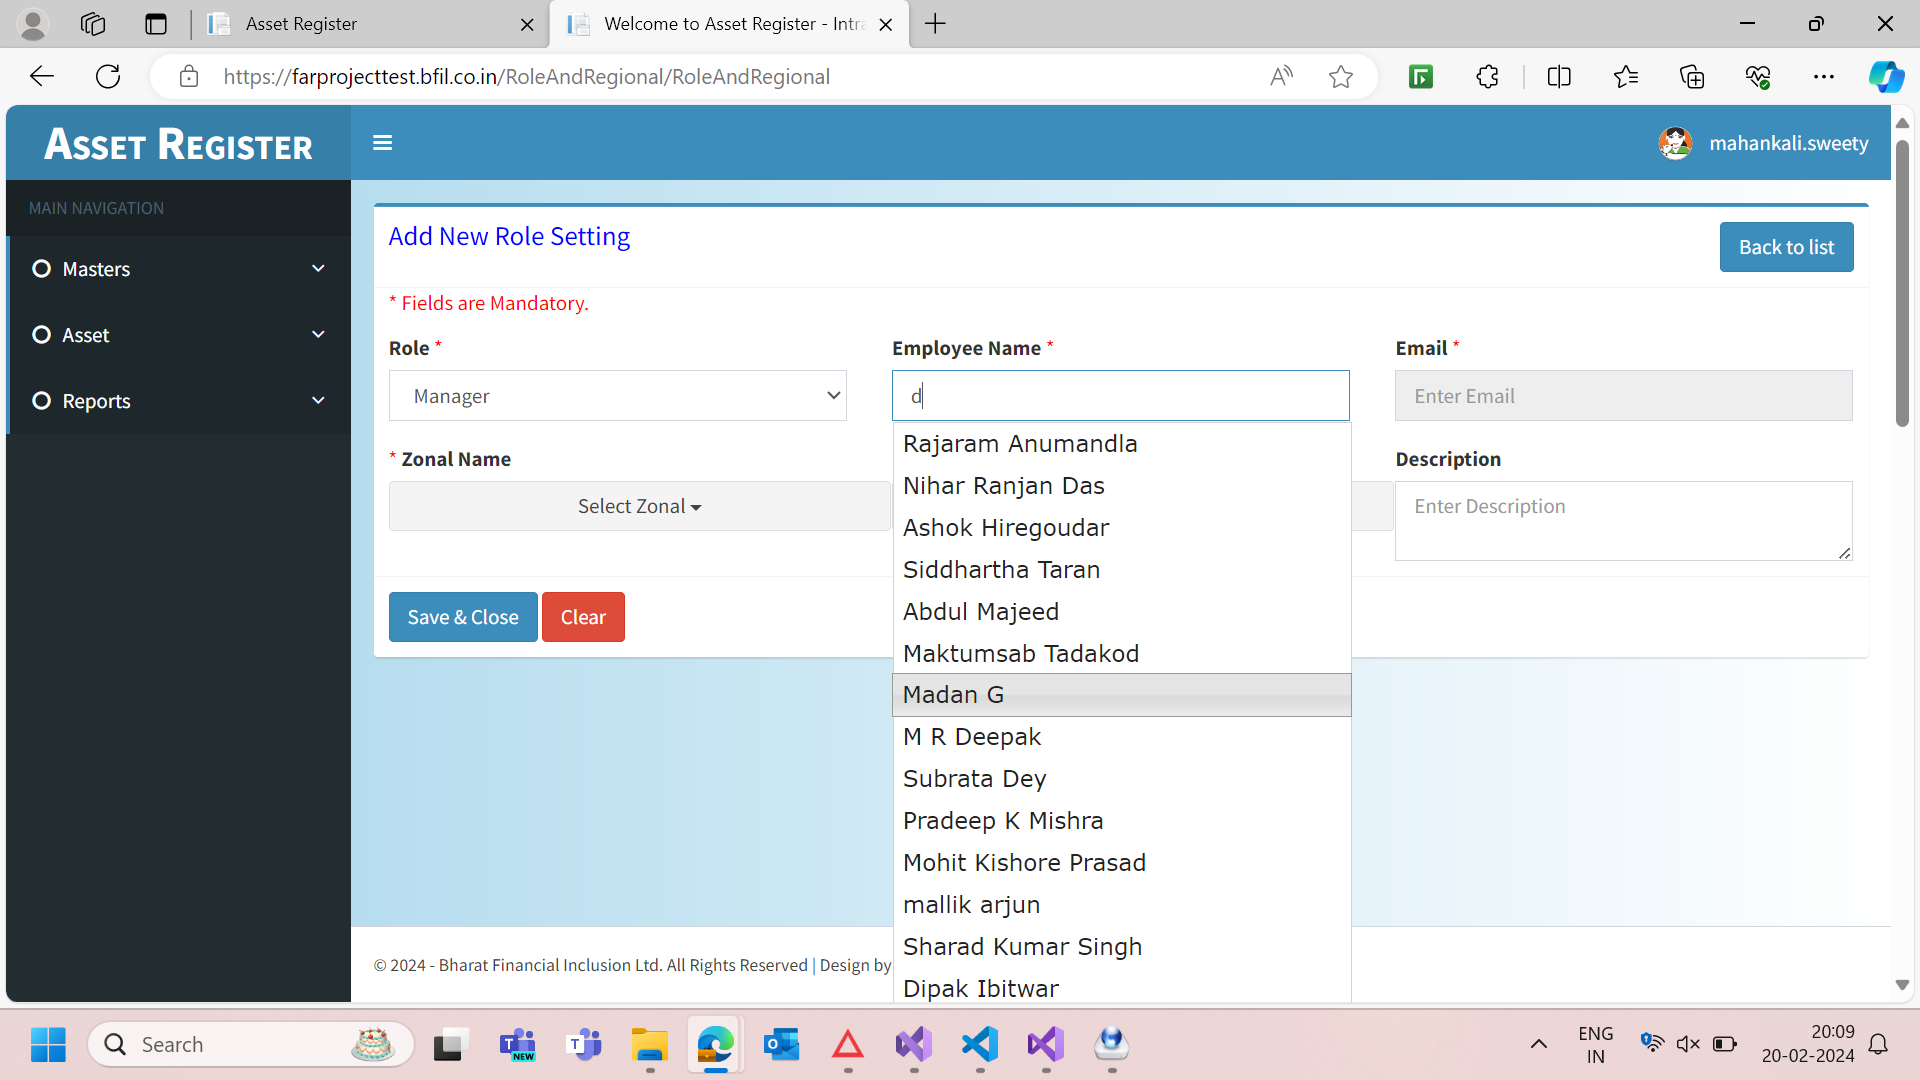 Asset Register
Welcome to Asset Register - Intra
https://farprojecttest.bfil.co.in/RoleAndRegional/RoleAndRegional
ASSET REGISTER
mahankali.sweety
MAIN NAVIGATION
Masters
Asset
Reports
Add New Role Setting
Back to list
* Fields are Mandatory.
Role *
Employee Name *
Email *
Manager
d
Enter Email
* Zonal Name
Description
Select Zonal
Enter Description
Save & Close
Clear
Rajaram Anumandla
Nihar Ranjan Das
Ashok Hiregoudar
Siddhartha Taran
Abdul Majeed
Maktumsab Tadakod
Madan G
M R Deepak
Subrata Dey
Pradeep K Mishra
Mohit Kishore Prasad
mallik arjun
Sharad Kumar Singh
Dipak Ibitwar
© 2024 - Bharat Financial Inclusion Ltd. All Rights Reserved | Design by
Search
NEW
ENG
IN
20:09
20-02-2024